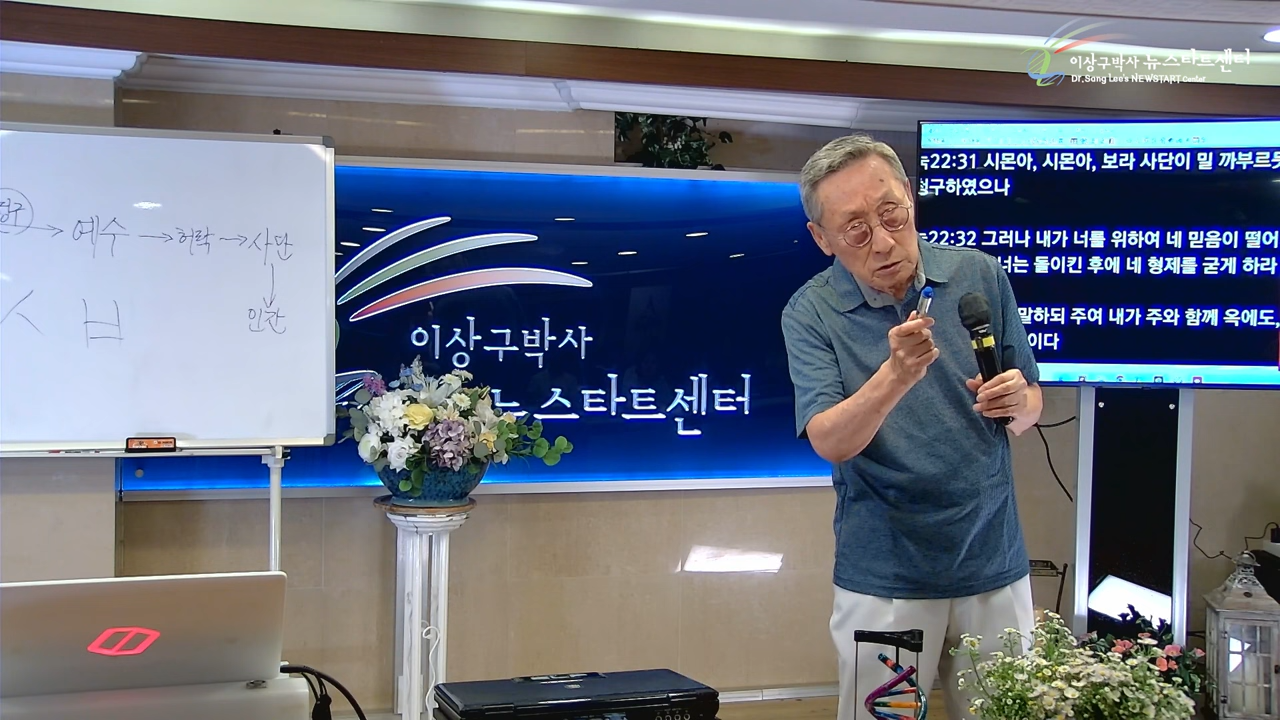 이상구박사 뉴스타트센터
Dr.Sang Lee's NEWSTART Center
22:31 시몬아, 시몬아, 보라 사단이 밀 까부르듯
청구하였으나
눅22:32 그러나 내가 너를 위하여 네 믿음이 떨어
너는 돌이킨 후에 네 형제를 굳게 하라
말하되 주여 내가 주와 함께 옥에도,
이다
→ 예수 → 허락 → 사단
↓
인간
이상구박사
뉴스타트센터